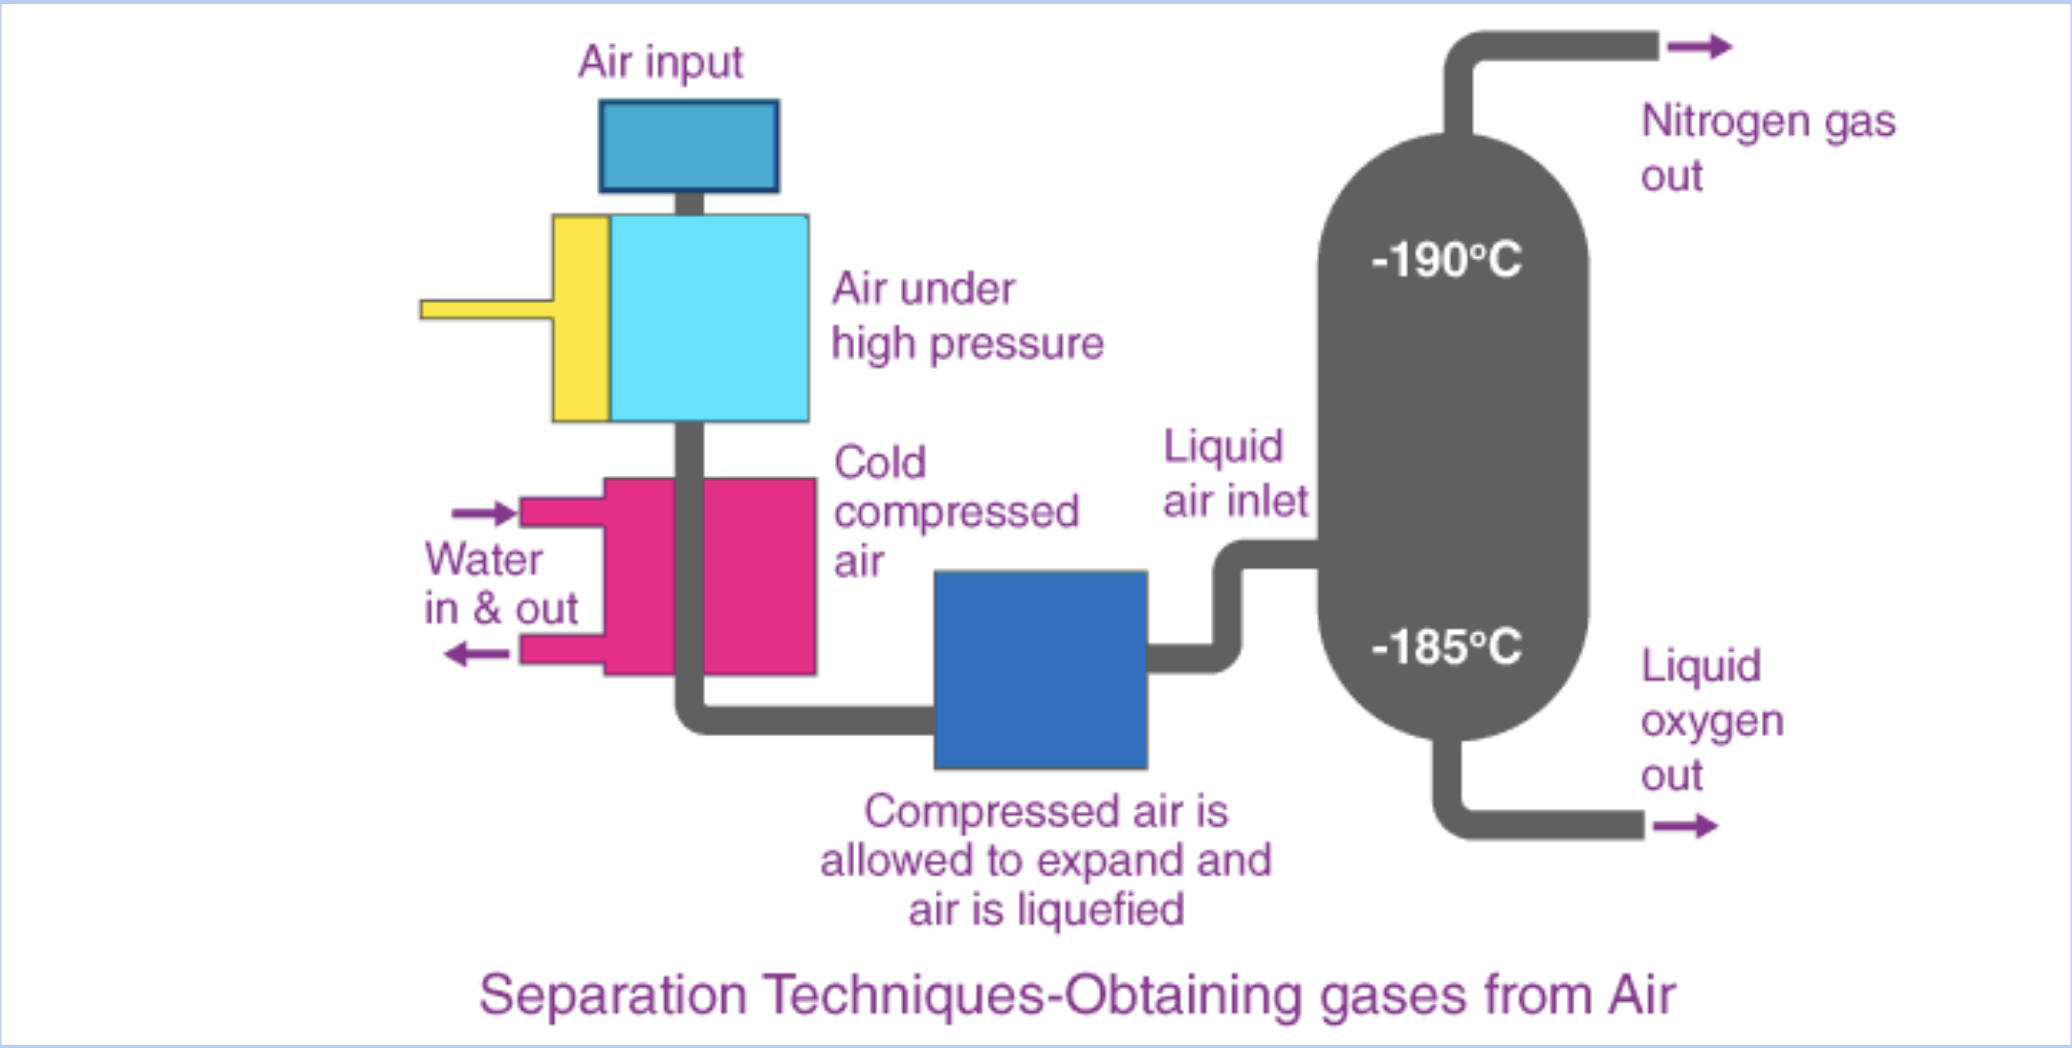 Air input
Air under
high pressure
Cold
compressed
air
Water
in & out
Compressed air is
allowed to expand and
air is liquefied
Liquid
air inlet
-190°C
-185°C
Nitrogen gas
out
Liquid
oxygen
out
Separation Techniques-Obtaining gases from Air